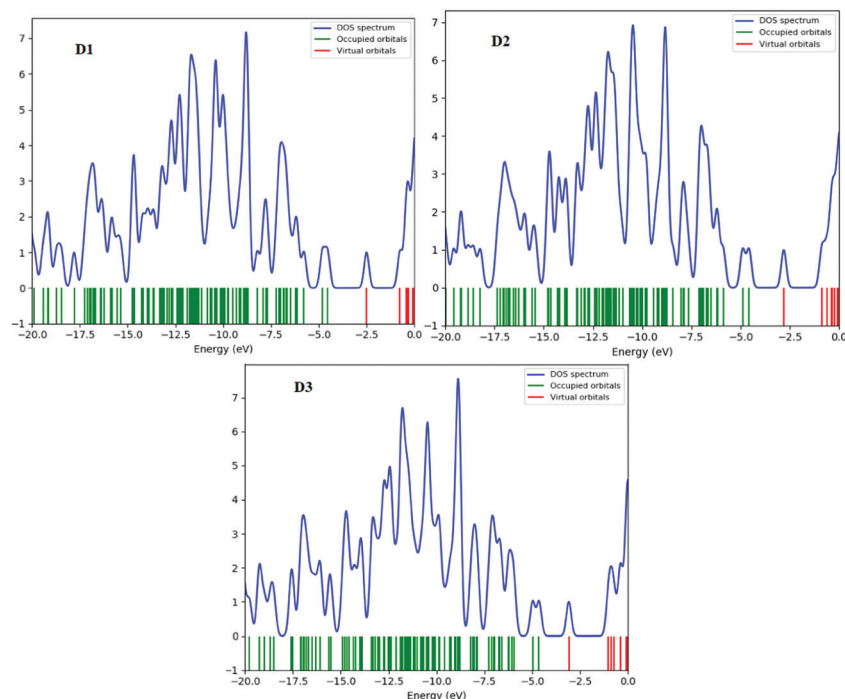 D1
DOS spectrum
Occupied orbitals
Virtual orbitals
7
6
5
4
3
2
1
0
−1
−20.0 −17.5 −15.0 −12.5 −10.0 −7.5 −5.0 −2.5 0.0
Energy (eV)
D2
DOS spectrum
Occupied orbitals
Virtual orbitals
7
6
5
4
3
2
1
0
−1
−20.0 −17.5 −15.0 −12.5 −10.0 −7.5 −5.0 −2.5 0.0
Energy (eV)
D3
DOS spectrum
Occupied orbitals
Virtual orbitals
7
6
5
4
3
2
1
0
−1
−20.0 −17.5 −15.0 −12.5 −10.0 −7.5 −5.0 −2.5 0.0
Energy (eV)